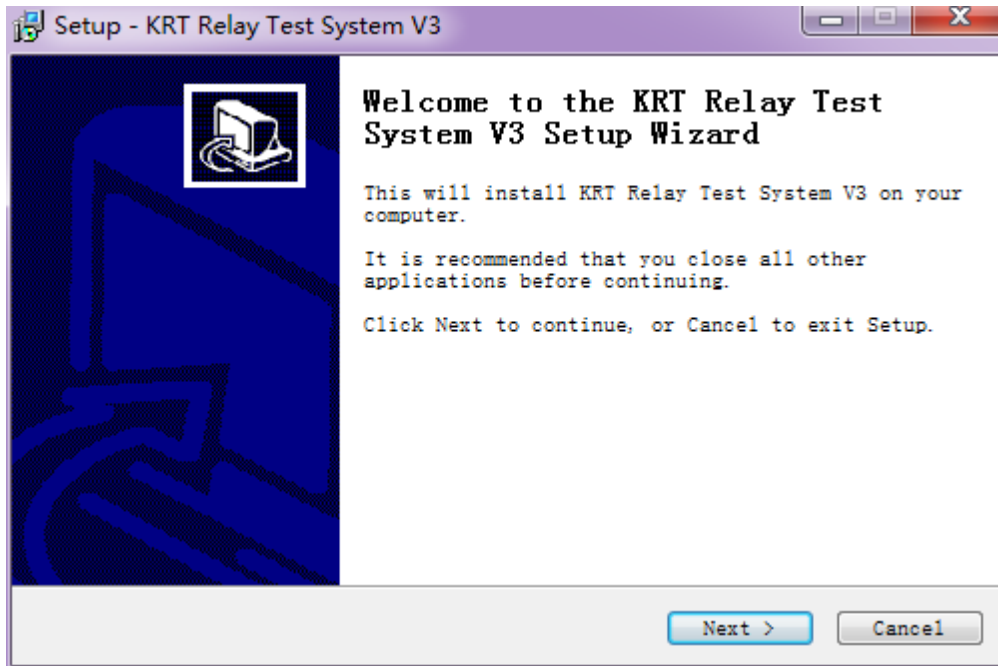 Setup - KRT Relay Test System V3
Welcome to the KRT Relay Test
System V3 Setup Wizard
This will install KRT Relay Test System V3 on your
computer.
It is recommended that you close all other
applications before continuing.
Click Next to continue, or Cancel to exit Setup.
Next >
Cancel